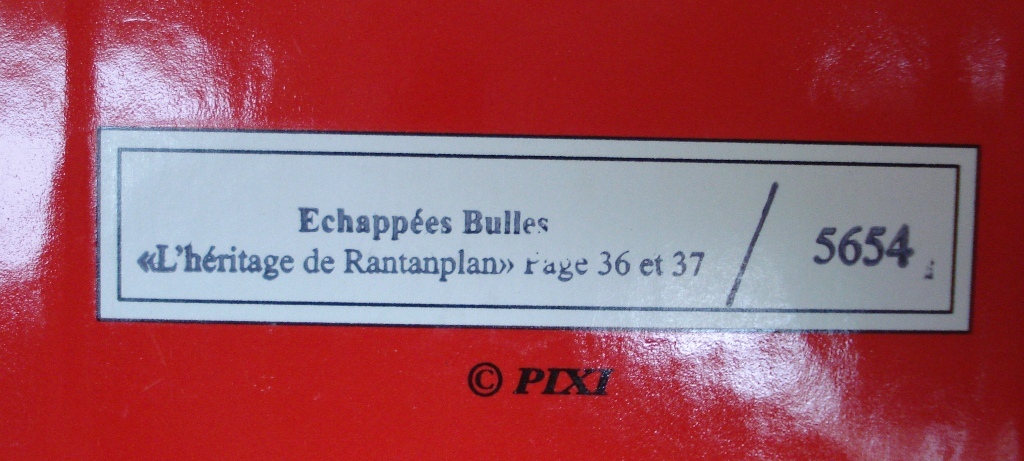 Echappées Bulles
«L'héritage de Rantanplan» Page 36 et 37 / 5654
© PIXI